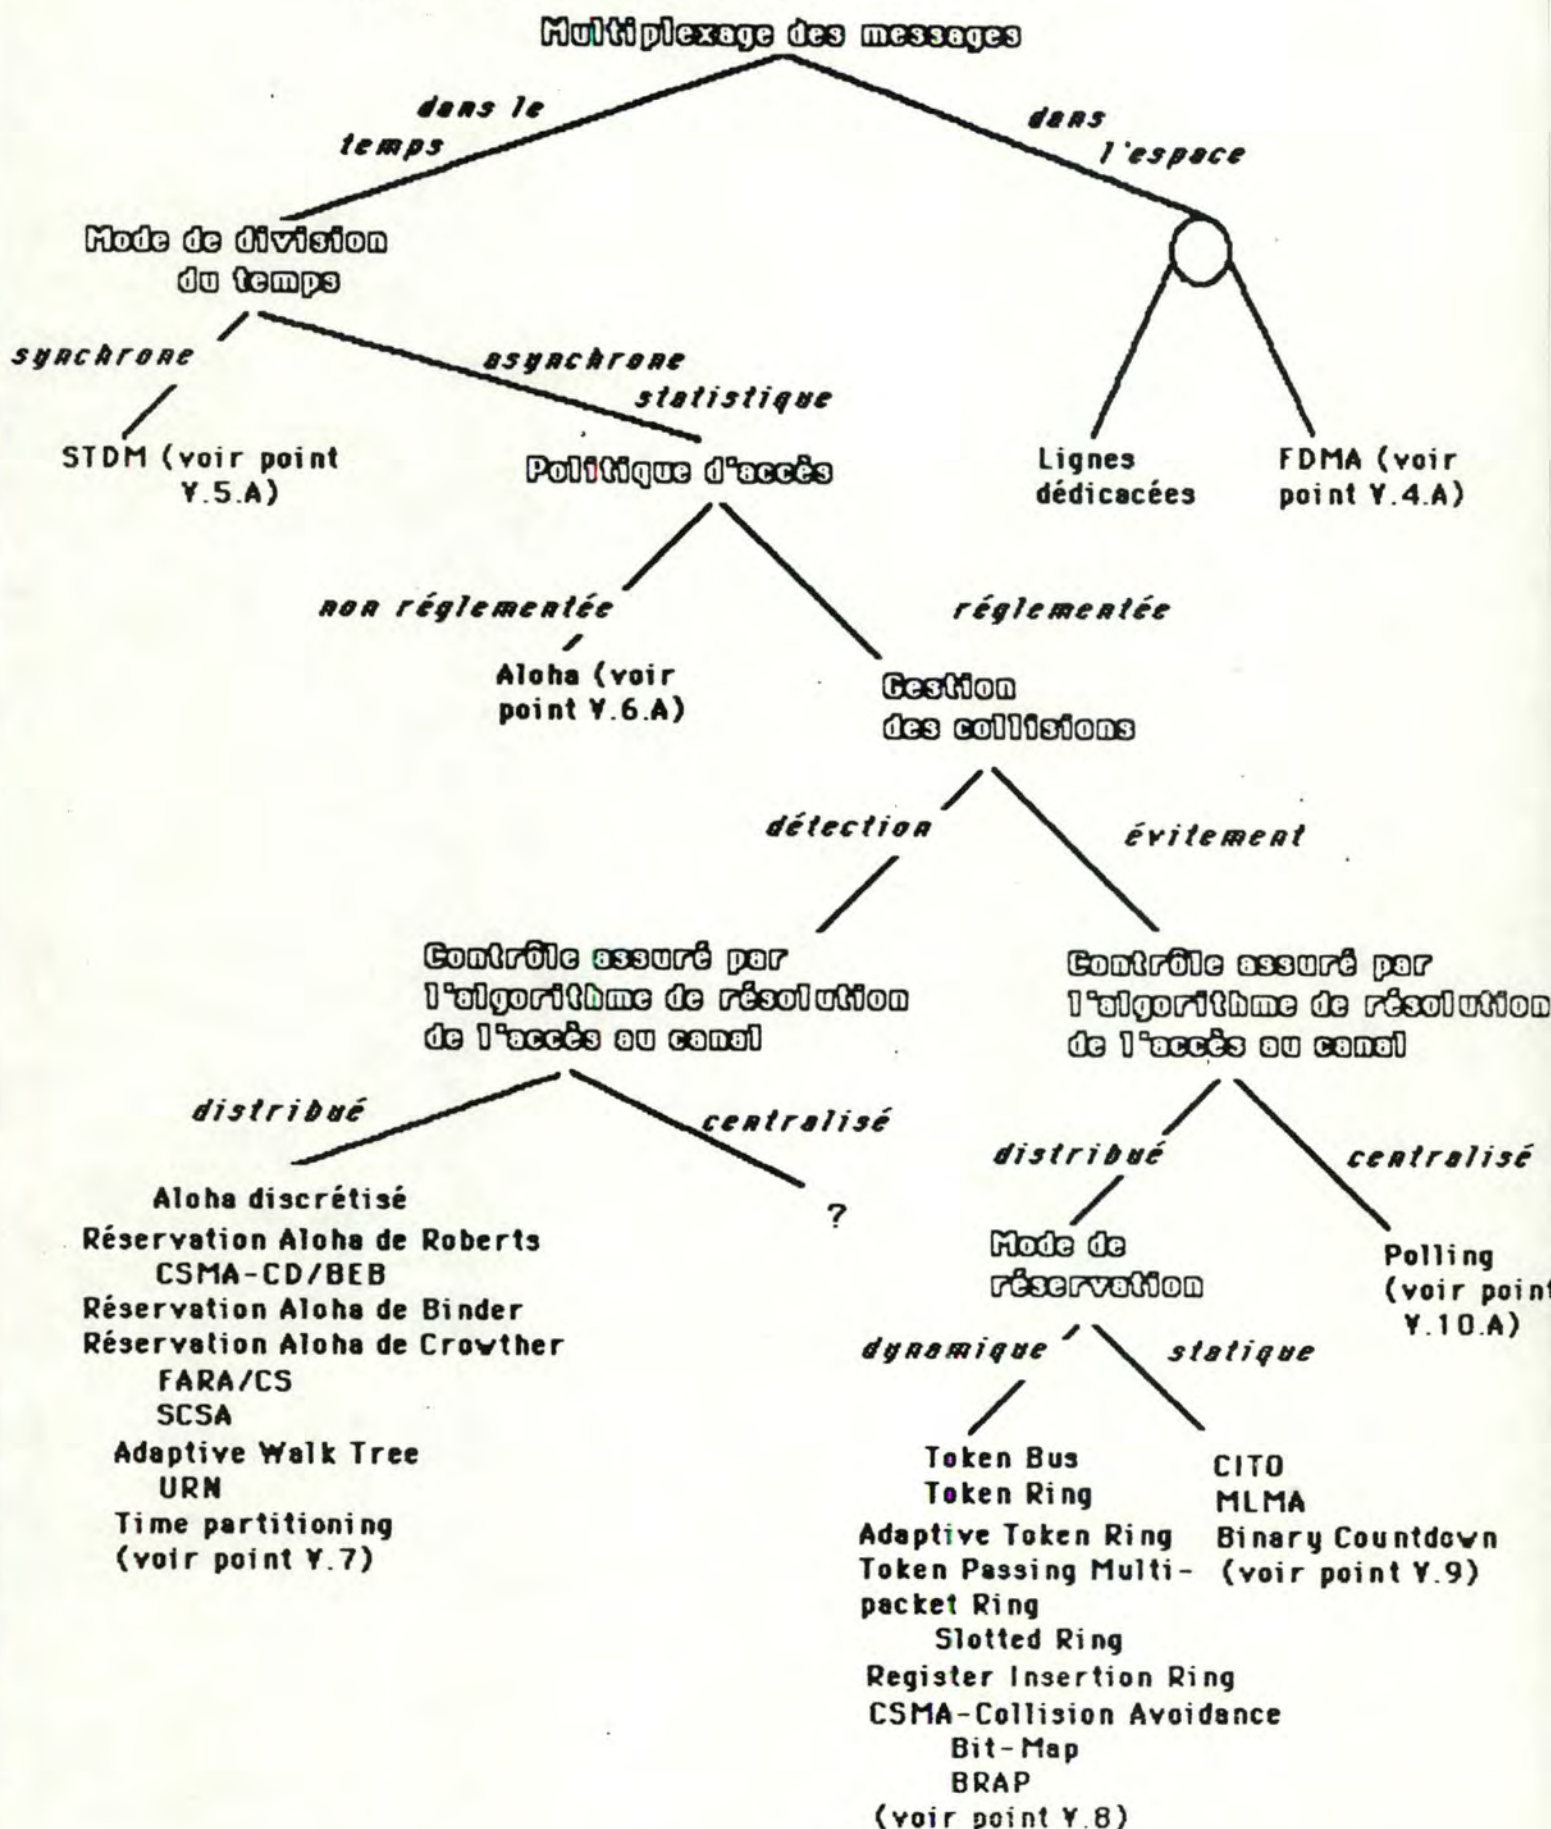 Multiplexage des messages
dans le
temps
dans
l'espace
Mode de division
du temps
synchrone
asynchrone
statistique
STDM (voir point
V.5.A)
Politique d'accès
Lignes
dédicacées
FDMA (voir
point V.4.A)
non réglementée
réglementée
Aloha (voir
point V.6.A)
Gestion
des collisions
détection
évitement
Contrôle assuré par
l'algorithme de résolution
de l'accès au canal
Contrôle assuré par
l'algorithme de résolution
de l'accès au canal
distribué
centralisé
distribué
centralisé
Aloha discrétisé
Réservation Aloha de Roberts
CSMA-CD/BEB
Réservation Aloha de Binder
Réservation Aloha de Crowther
FARA/CS
SCSA
Adaptive Walk Tree
URN
Time partitioning
(voir point V.7)
?
Mode de
réservation
Polling
(voir point
V.10.A)
dynamique
statique
Token Bus
Token Ring
Adaptive Token Ring
Token Passing Multi-
packet Ring
Slotted Ring
Register Insertion Ring
CSMA-Collision Avoidance
Bit-Map
BRAP
(voir point V.8)
CITO
MLMA
Binary Countdown
(voir point V.9)